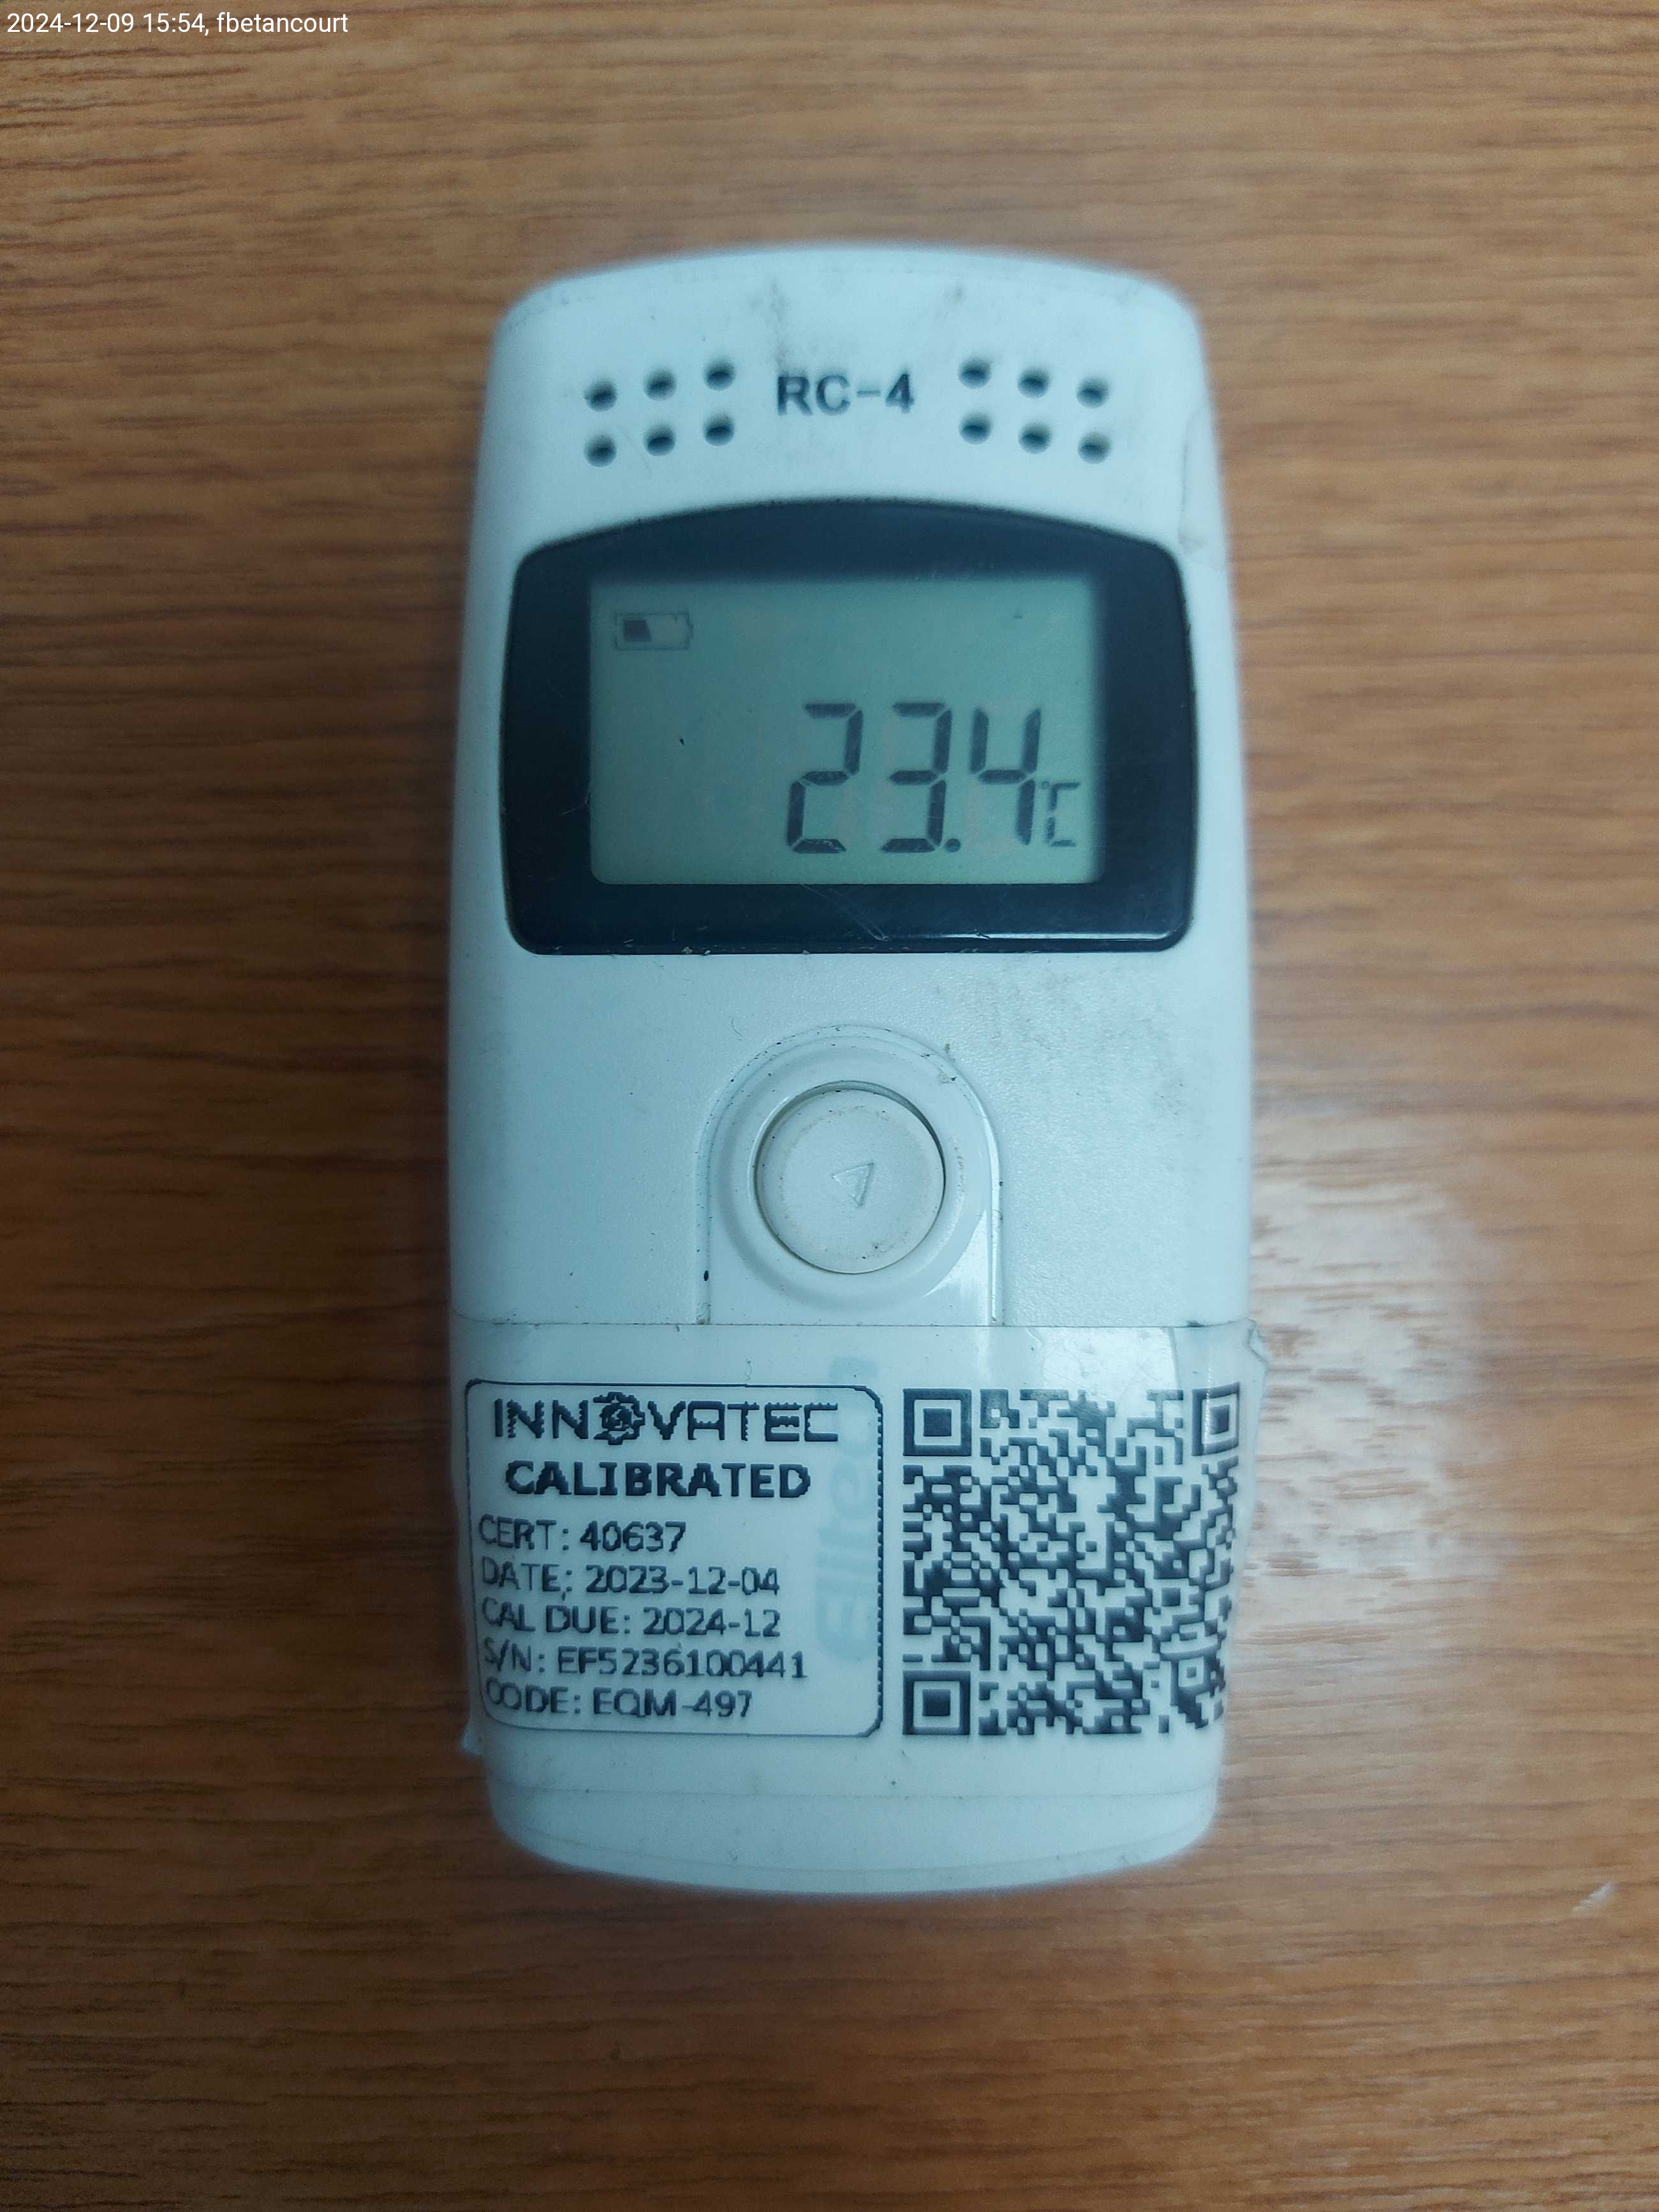 2024-12-09 15:54, fbetancourt
RC-4
23.4℃
INNOVATEC
CALIBRATED
CERT: 40637
DATE: 2023-12-04
CAL DUE: 2024-12
S/N: EF5236100441
CODE: EQM-497
Elitech